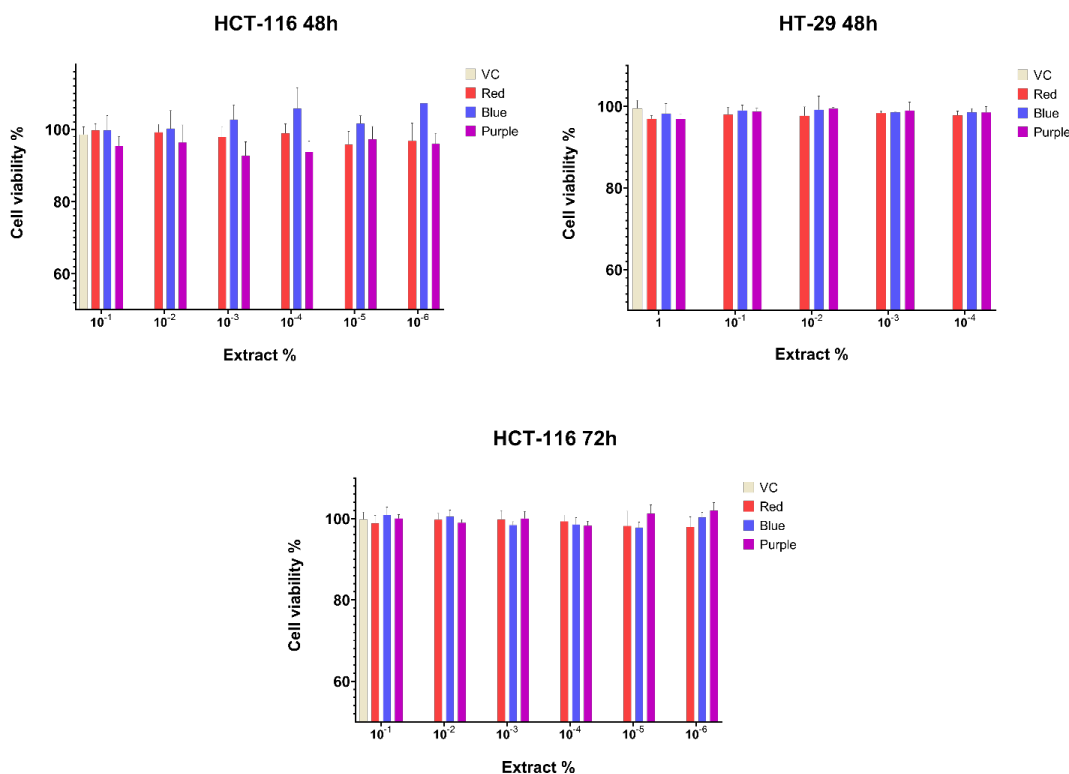 HCT-116 48h
Cell viability %
100
80
60
10-1 10-2 10-3 10-4 10-5 10-6
Extract %
VC
Red
Blue
Purple
HT-29 48h
Cell viability %
100
80
60
1 10-1 10-2 10-3 10-4
Extract %
VC
Red
Blue
Purple
HCT-116 72h
Cell viability %
100
80
60
10-1 10-2 10-3 10-4 10-5 10-6
Extract %
VC
Red
Blue
Purple